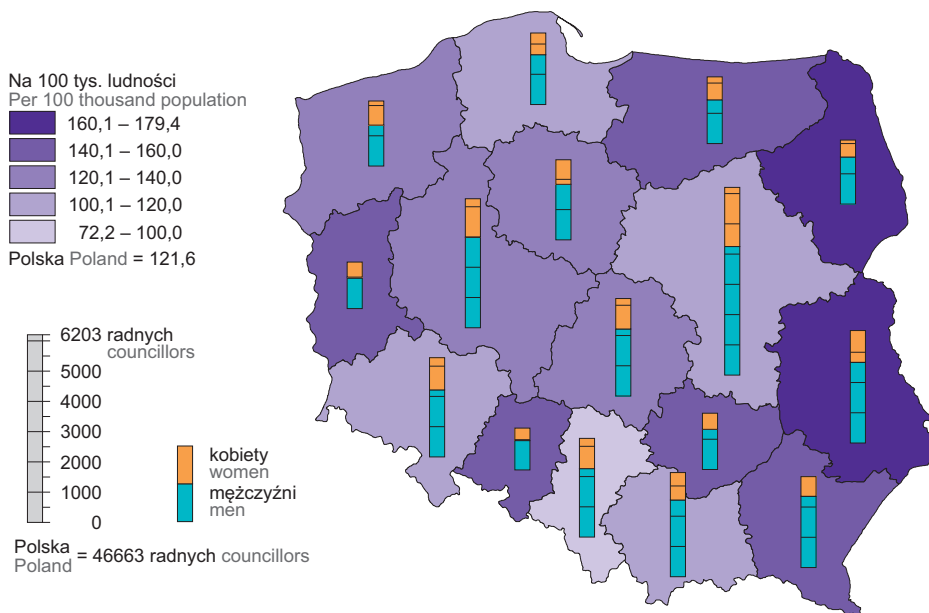 Na 100 tys. ludności
Per 100 thousand population
160,1 – 179,4
140,1 – 160,0
120,1 – 140,0
100,1 – 120,0
72,2 – 100,0
Polska Poland = 121,6
6203 radnych
councillors
5000
4000
3000
2000
1000
0
kobiety
women
mężczyźni
men
Polska
Poland = 46663 radnych councillors